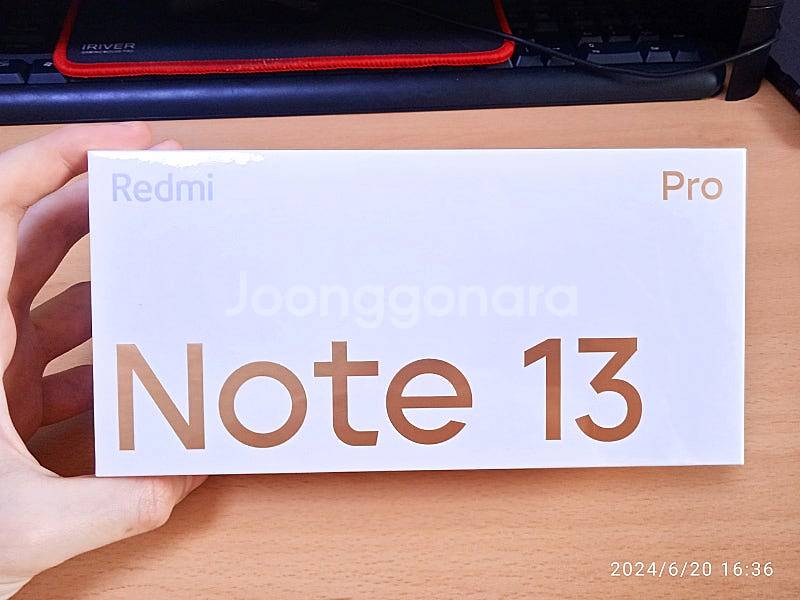 IRIVER
Redmi
Pro
Joonggonara
Note 13
2024/6/20 16:36